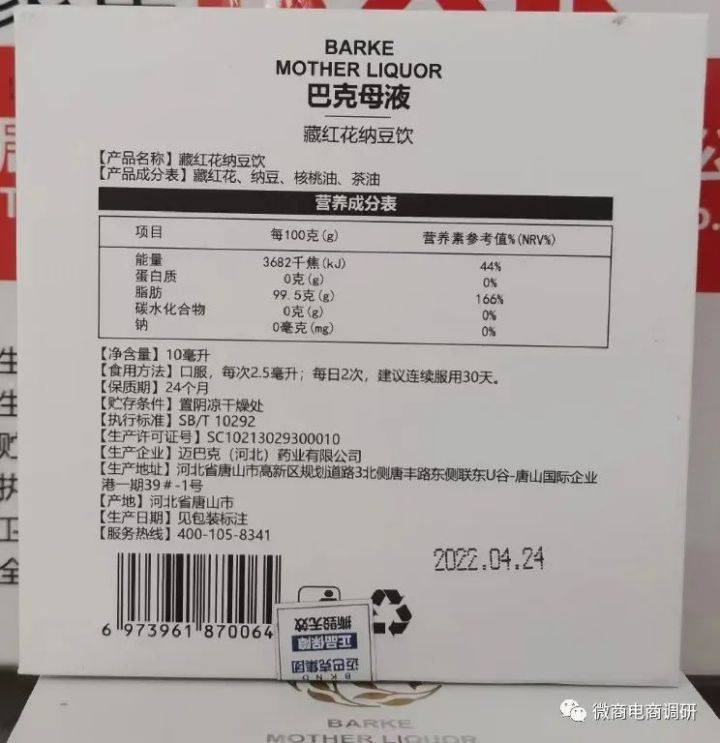 BARKE
MOTHER LIQUOR
巴克母液
藏红花纳豆饮
【产品名称】藏红花纳豆饮
【产品成分表】藏红花、纳豆、核桃油、茶油
营养成分表
项目 每100克(g) 营养素参考值%(NRV%)
能量 3682千焦(kJ) 44%
蛋白质 0克(g) 0%
脂肪 99.5克(g) 166%
碳水化合物 0克(g) 0%
钠 0毫克(mg) 0%
【净含量】10毫升
【食用方法】口服，每次2.5毫升；每日2次，建议连续服用30天。
【保质期】24个月
【贮存条件】置阴凉干燥处
【执行标准】SB/T 10292
【生产许可证号】SC10213029300010
【生产企业】迈巴克（河北）药业有限公司
【生产地址】河北省唐山市高新区规划道路3北侧唐丰路东侧联东U谷-唐山国际企业
港一期39#-1号
【产地】河北省唐山市
【生产日期】见包装标注
【服务热线】400-105-8341
2022.04.24
6 973961 870064
撕毁无效
正品保障
迈巴克集团
BKND
BARKE
MOTHER LIQUOR
微商电商调研